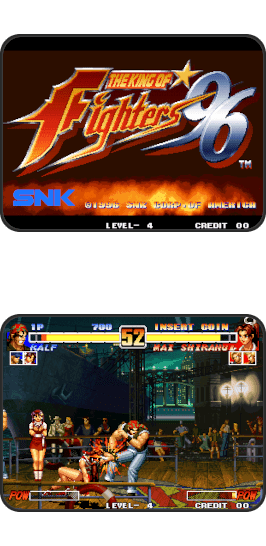 THE KING OF
Fighters '96
TM
SNK
©1996 SNK CORP. OF AMERICA
LEVEL- 4 CREDIT 00
1P 700 INSERT COIN
52
RALF MAI SHIRANUI
POW POW
LEVEL- 4 CREDIT 00